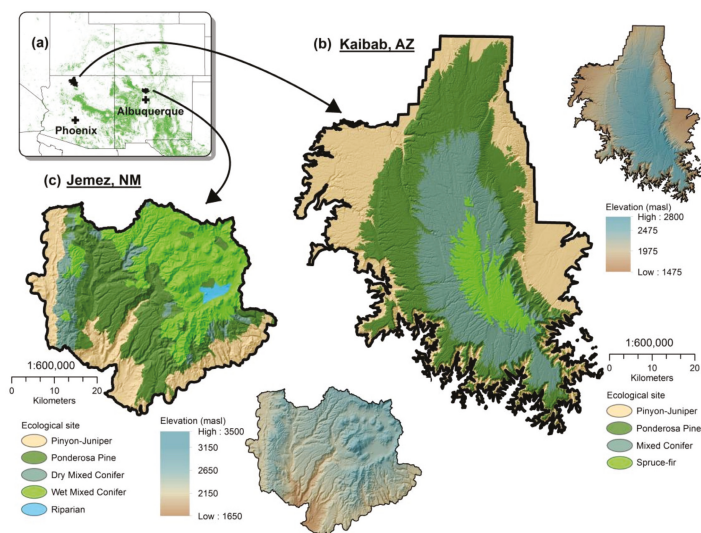 (a)
Phoenix
Albuquerque
(b) Kaibab, AZ
Elevation (masl)
High : 2800
2475
1975
Low : 1475
(c) Jemez, NM
1:600,000
0 10 20
Kilometers
Ecological site
Pinyon-Juniper
Ponderosa Pine
Dry Mixed Conifer
Wet Mixed Conifer
Riparian
Elevation (masl)
High : 3500
3150
2650
2150
Low : 1650
1:600,000
0 10 20
Kilometers
Ecological site
Pinyon-Juniper
Ponderosa Pine
Mixed Conifer
Spruce-fir